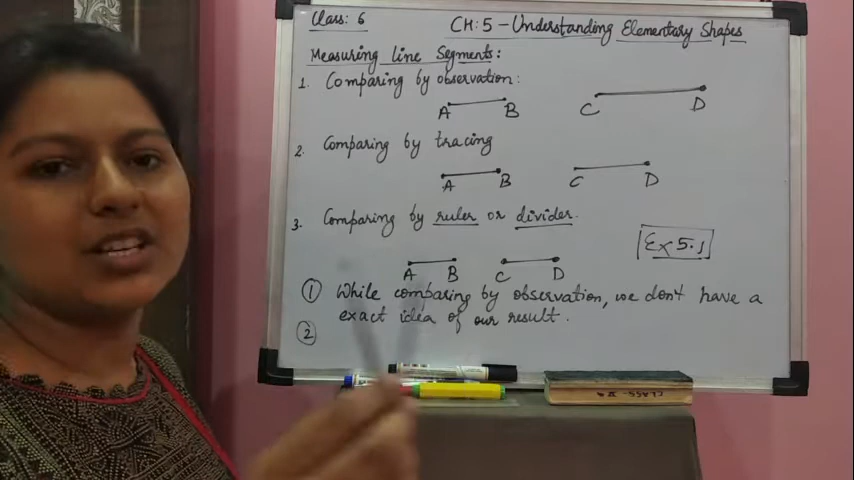 Class: 6
CH: 5 - Understanding Elementary Shapes
Measuring line Segments:
1. Comparing by observation:
A B C D
2. Comparing by tracing
A B C D
3. Comparing by ruler or divider.
Ex 5.1
A B C D
① While comparing by observation, we don't have a
exact idea of our result.
②